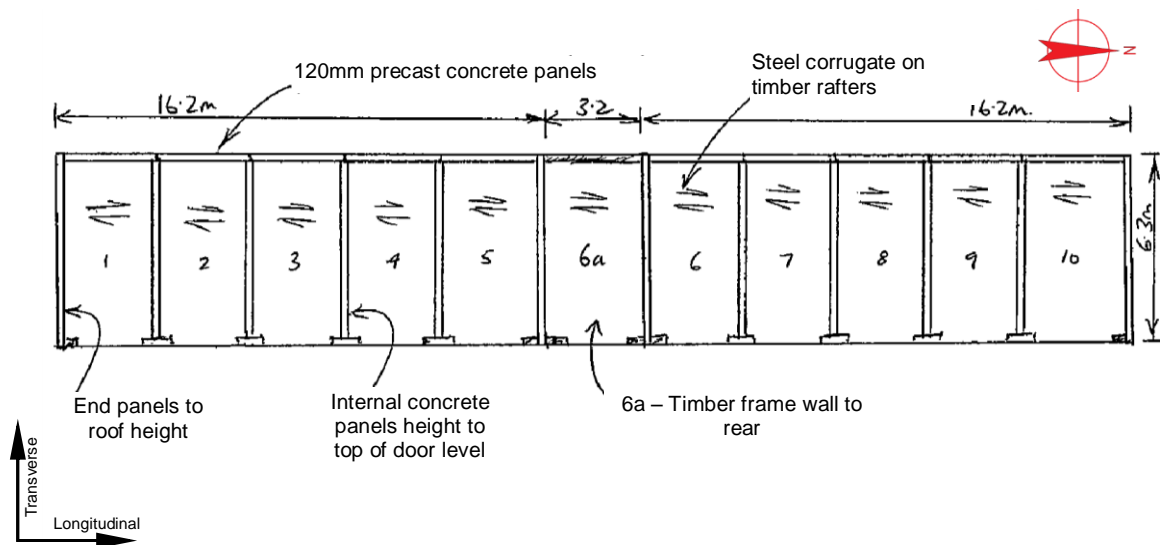 N
120mm precast concrete panels
Steel corrugate on
timber rafters
16.2m
3.2
16.2m.
6.3m
1
2
3
4
5
6a
6
7
8
9
10
End panels to
roof height
Internal concrete
panels height to
top of door level
6a – Timber frame wall to
rear
Transverse
Longitudinal